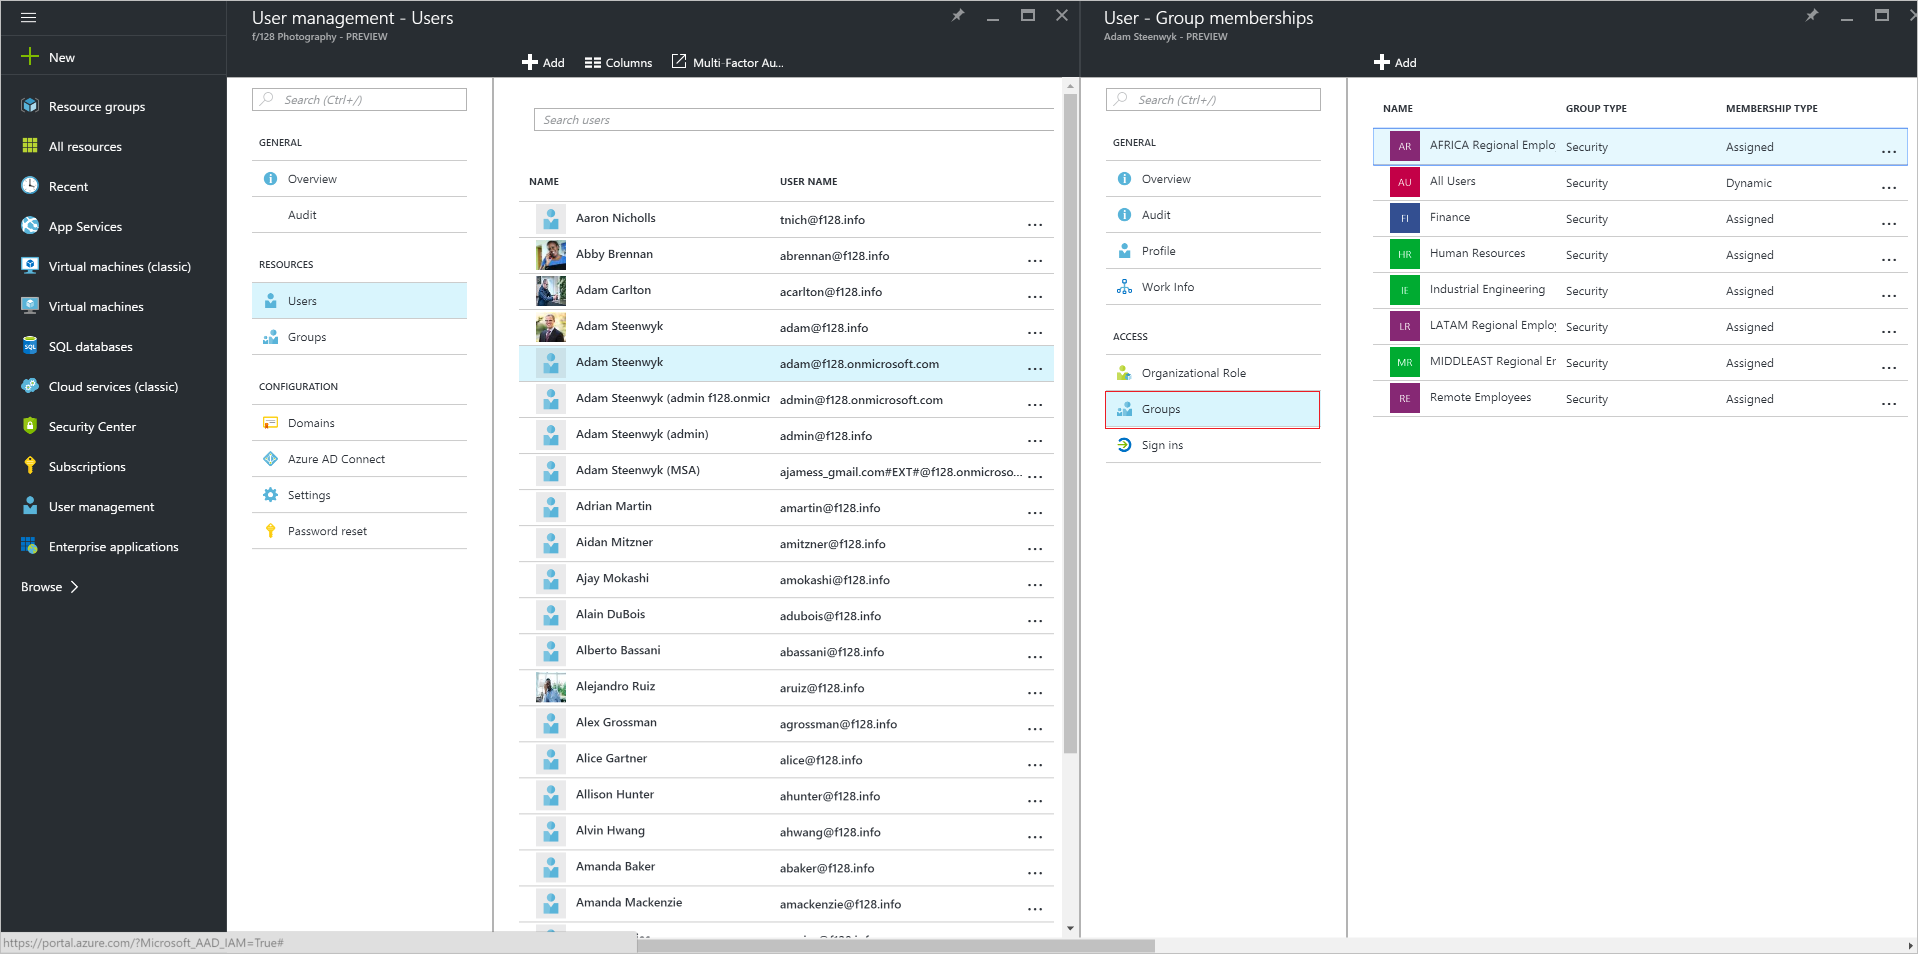 User management - Users
f/128 Photography - PREVIEW
User - Group memberships
Adam Steenwyk - PREVIEW
New
Add
Columns
Multi-Factor Au...
Add
Resource groups
All resources
Recent
App Services
Virtual machines (classic)
Virtual machines
SQL databases
Cloud services (classic)
Security Center
Subscriptions
User management
Enterprise applications
Browse
Search (Ctrl+/)
GENERAL
Overview
Audit
RESOURCES
Users
Groups
CONFIGURATION
Domains
Azure AD Connect
Settings
Password reset
Search users
NAME USER NAME
Aaron Nicholls tnich@f128.info ...
Abby Brennan abrennan@f128.info ...
Adam Carlton acarlton@f128.info ...
Adam Steenwyk adam@f128.info ...
Adam Steenwyk adam@f128.onmicrosoft.com ...
Adam Steenwyk (admin f128.onmicr admin@f128.onmicrosoft.com ...
Adam Steenwyk (admin) admin@f128.info ...
Adam Steenwyk (MSA) ajamess_gmail.com#EXT#@f128.onmicroso... ...
Adrian Martin amartin@f128.info ...
Aidan Mitzner amitzner@f128.info ...
Ajay Mokashi amokashi@f128.info ...
Alain DuBois adubois@f128.info ...
Alberto Bassani abassani@f128.info ...
Alejandro Ruiz aruiz@f128.info ...
Alex Grossman agrossman@f128.info ...
Alice Gartner alice@f128.info ...
Allison Hunter ahunter@f128.info ...
Alvin Hwang ahwang@f128.info ...
Amanda Baker abaker@f128.info ...
Amanda Mackenzie amackenzie@f128.info ...
Search (Ctrl+/)
GENERAL
Overview
Audit
Profile
Work Info
ACCESS
Organizational Role
Groups
Sign ins
NAME GROUP TYPE MEMBERSHIP TYPE
AR AFRICA Regional Emplo Security Assigned ...
AU All Users Security Dynamic ...
FI Finance Security Assigned ...
HR Human Resources Security Assigned ...
IE Industrial Engineering Security Assigned ...
LR LATAM Regional Emplo Security Assigned ...
MR MIDDLEAST Regional Er Security Assigned ...
RE Remote Employees Security Assigned ...
https://portal.azure.com/?Microsoft_AAD_IAM=True#